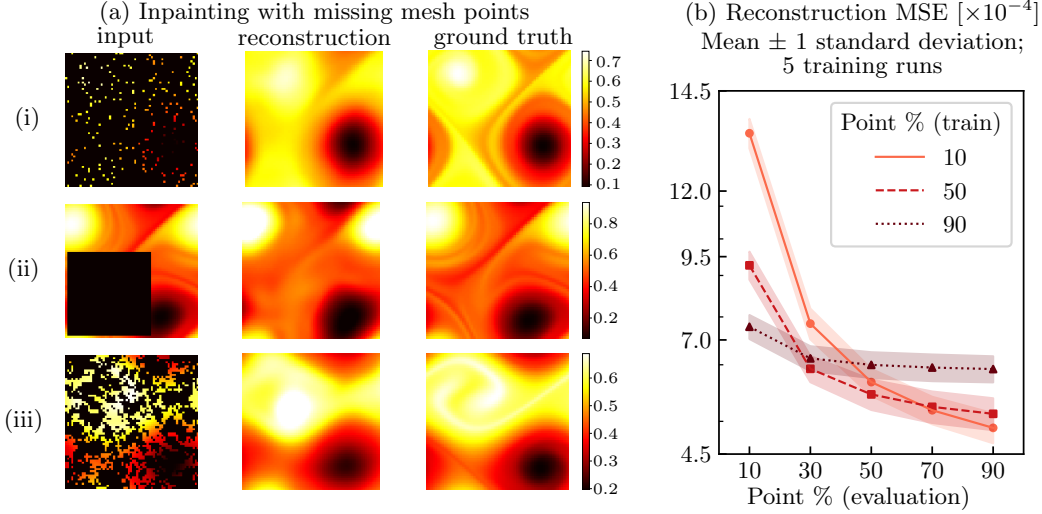 (a) Inpainting with missing mesh points
input
reconstruction
ground truth
(i)
0.7
0.6
0.5
0.4
0.3
0.2
0.1
(ii)
0.8
0.6
0.4
0.2
(iii)
0.6
0.5
0.4
0.3
0.2
(b) Reconstruction MSE [×10⁻⁴]
Mean ± 1 standard deviation;
5 training runs
14.5
12.0
9.5
7.0
4.5
Point % (train)
10
50
90
10 30 50 70 90
Point % (evaluation)